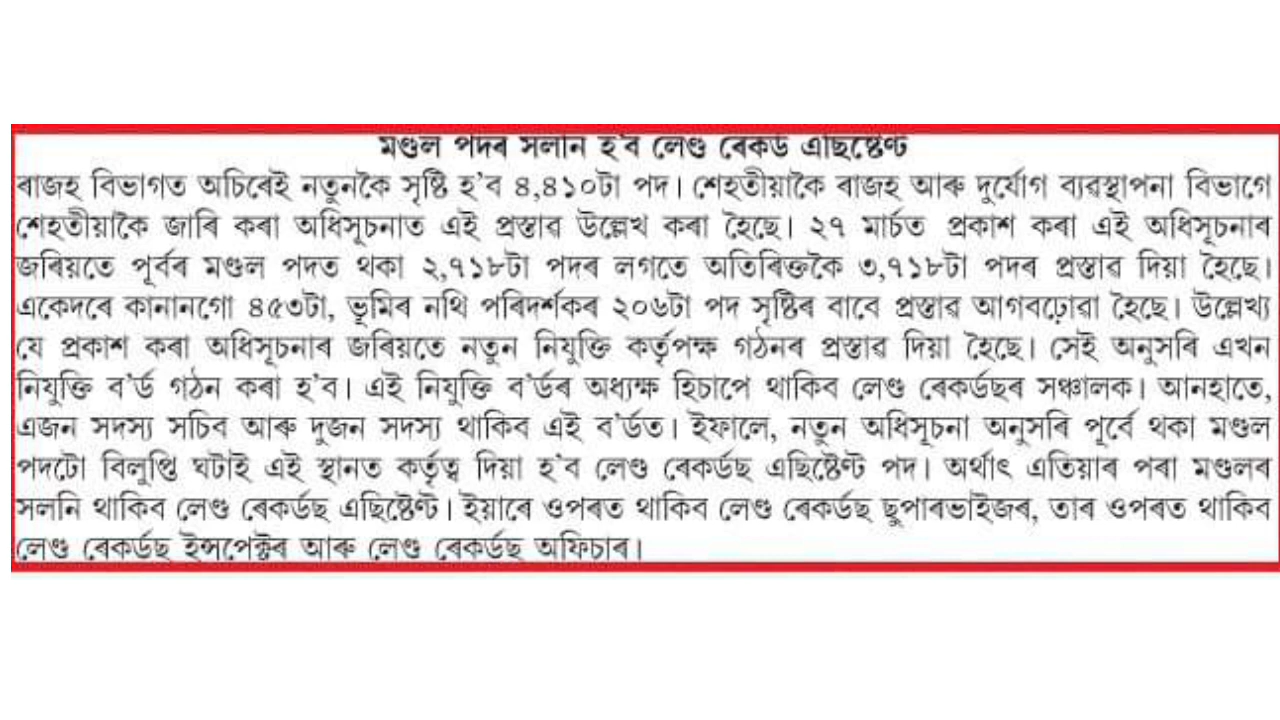 মণ্ডল পদৰ সলনি হ'ব লেণ্ড ৰেকৰ্ড এছিষ্টেণ্ট
ৰাজহ বিভাগত অচিৰেই নতুনকৈ সৃষ্টি হ'ব ৪,৪১০টা পদ। শেহতীয়াকৈ ৰাজহ আৰু দুৰ্যোগ ব্যৱস্থাপনা বিভাগে
শেহতীয়াকৈ জাৰি কৰা অধিসূচনাত এই প্ৰস্তাৱ উল্লেখ কৰা হৈছে। ২৭ মাৰ্চত প্ৰকাশ কৰা এই অধিসূচনাৰ
জৰিয়তে পূৰ্বৰ মণ্ডল পদত থকা ২,৭১৮টা পদৰ লগতে অতিৰিক্তকৈ ৩,৭১৮টা পদৰ প্ৰস্তাৱ দিয়া হৈছে।
একেদৰে কানানগো ৪৫৩টা, ভূমিৰ নথি পৰিদৰ্শকৰ ২০৬টা পদ সৃষ্টিৰ বাবে প্ৰস্তাৱ আগবঢ়োৱা হৈছে। উল্লেখ্য
যে প্ৰকাশ কৰা অধিসূচনাৰ জৰিয়তে নতুন নিযুক্তি কৰ্তৃপক্ষ গঠনৰ প্ৰস্তাৱ দিয়া হৈছে। সেই অনুসৰি এখন
নিযুক্তি ব'ৰ্ড গঠন কৰা হ'ব। এই নিযুক্তি ব'ৰ্ডৰ অধ্যক্ষ হিচাপে থাকিব লেণ্ড ৰেকৰ্ডছৰ সঞ্চালক। আনহাতে,
এজন সদস্য সচিব আৰু দুজন সদস্য থাকিব এই ব'ৰ্ডত। ইফালে, নতুন অধিসূচনা অনুসৰি পূৰ্বে থকা মণ্ডল
পদটো বিলুপ্তি ঘটাই এই স্থানত কৰ্তৃত্ব দিয়া হ'ব লেণ্ড ৰেকৰ্ডছ এছিষ্টেণ্ট পদ। অৰ্থাৎ এতিয়াৰ পৰা মণ্ডলৰ
সলনি থাকিব লেণ্ড ৰেকৰ্ডছ এছিষ্টেণ্ট। ইয়াৰে ওপৰত থাকিব লেণ্ড ৰেকৰ্ডছ ছুপাৰভাইজৰ, তাৰ ওপৰত থাকিব
লেণ্ড ৰেকৰ্ডছ ইন্সপেক্টৰ আৰু লেণ্ড ৰেকৰ্ডছ অফিচাৰ।